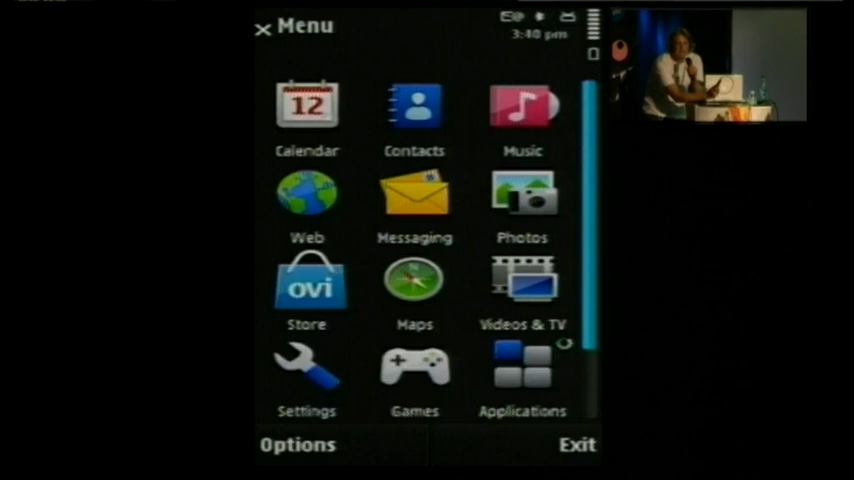 Menu
3:40 pm
12
Calendar
Contacts
Music
Web
Messaging
Photos
N
ovi
Store
Maps
Videos & TV
Settings
Games
Applications
Options
Exit